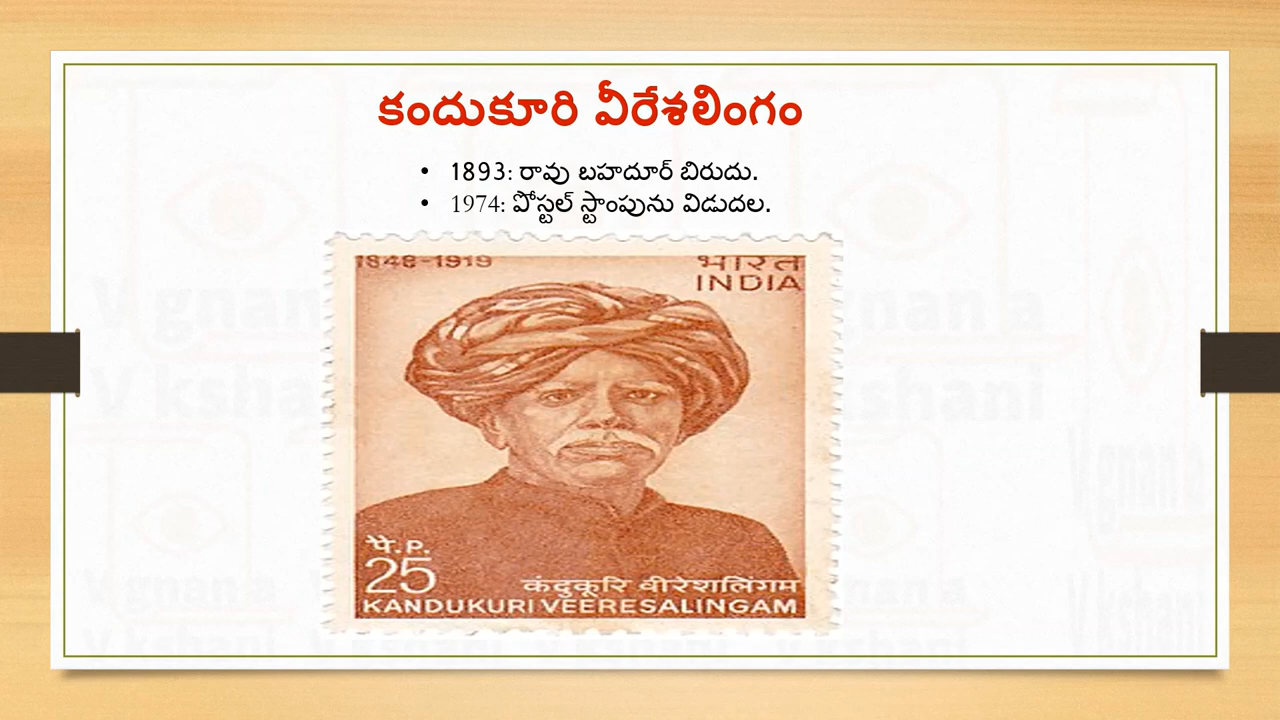 కందుకూరి వీరేశలింగం
• 1893: రావు బహదూర్ బిరుదు.
• 1974: పోస్టల్ స్టాంపును విడుదల.
1848-1919 भारत
INDIA
पै. P.
25 कंदुकूरि वीरेशलिंगम
KANDUKURI VEERESALINGAM